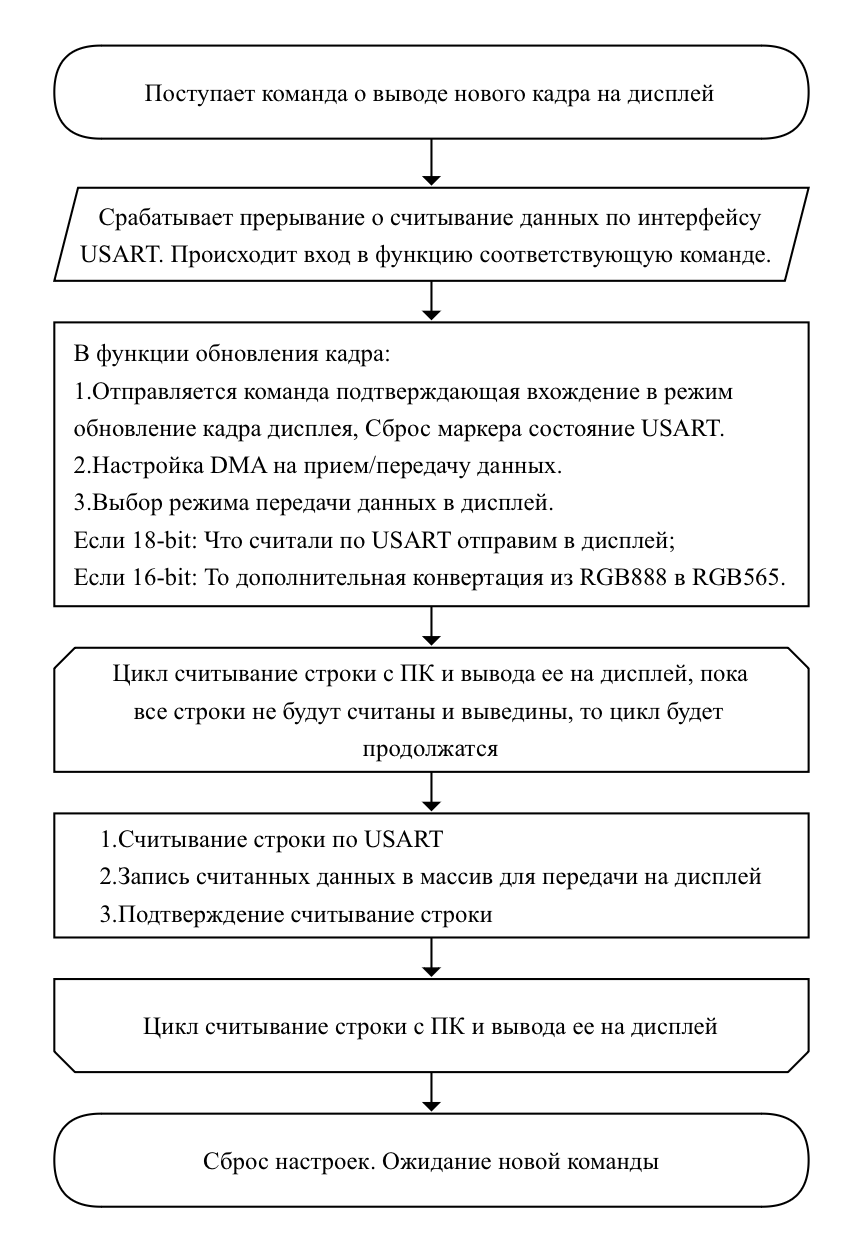 Поступает команда о выводе нового кадра на дисплей
Срабатывает прерывание о считывание данных по интерфейсу
USART. Происходит вход в функцию соответствующую команде.
В функции обновления кадра:
1.Отправляется команда подтверждающая вхождение в режим
обновление кадра дисплея, Сброс маркера состояние USART.
2.Настройка DMA на прием/передачу данных.
3.Выбор режима передачи данных в дисплей.
Если 18-bit: Что считали по USART отправим в дисплей;
Если 16-bit: То дополнительная конвертация из RGB888 в RGB565.
Цикл считывание строки с ПК и вывода ее на дисплей, пока
все строки не будут считаны и выведины, то цикл будет
продолжатся
1.Считывание строки по USART
2.Запись считанных данных в массив для передачи на дисплей
3.Подтверждение считывание строки
Цикл считывание строки с ПК и вывода ее на дисплей
Сброс настроек. Ожидание новой команды